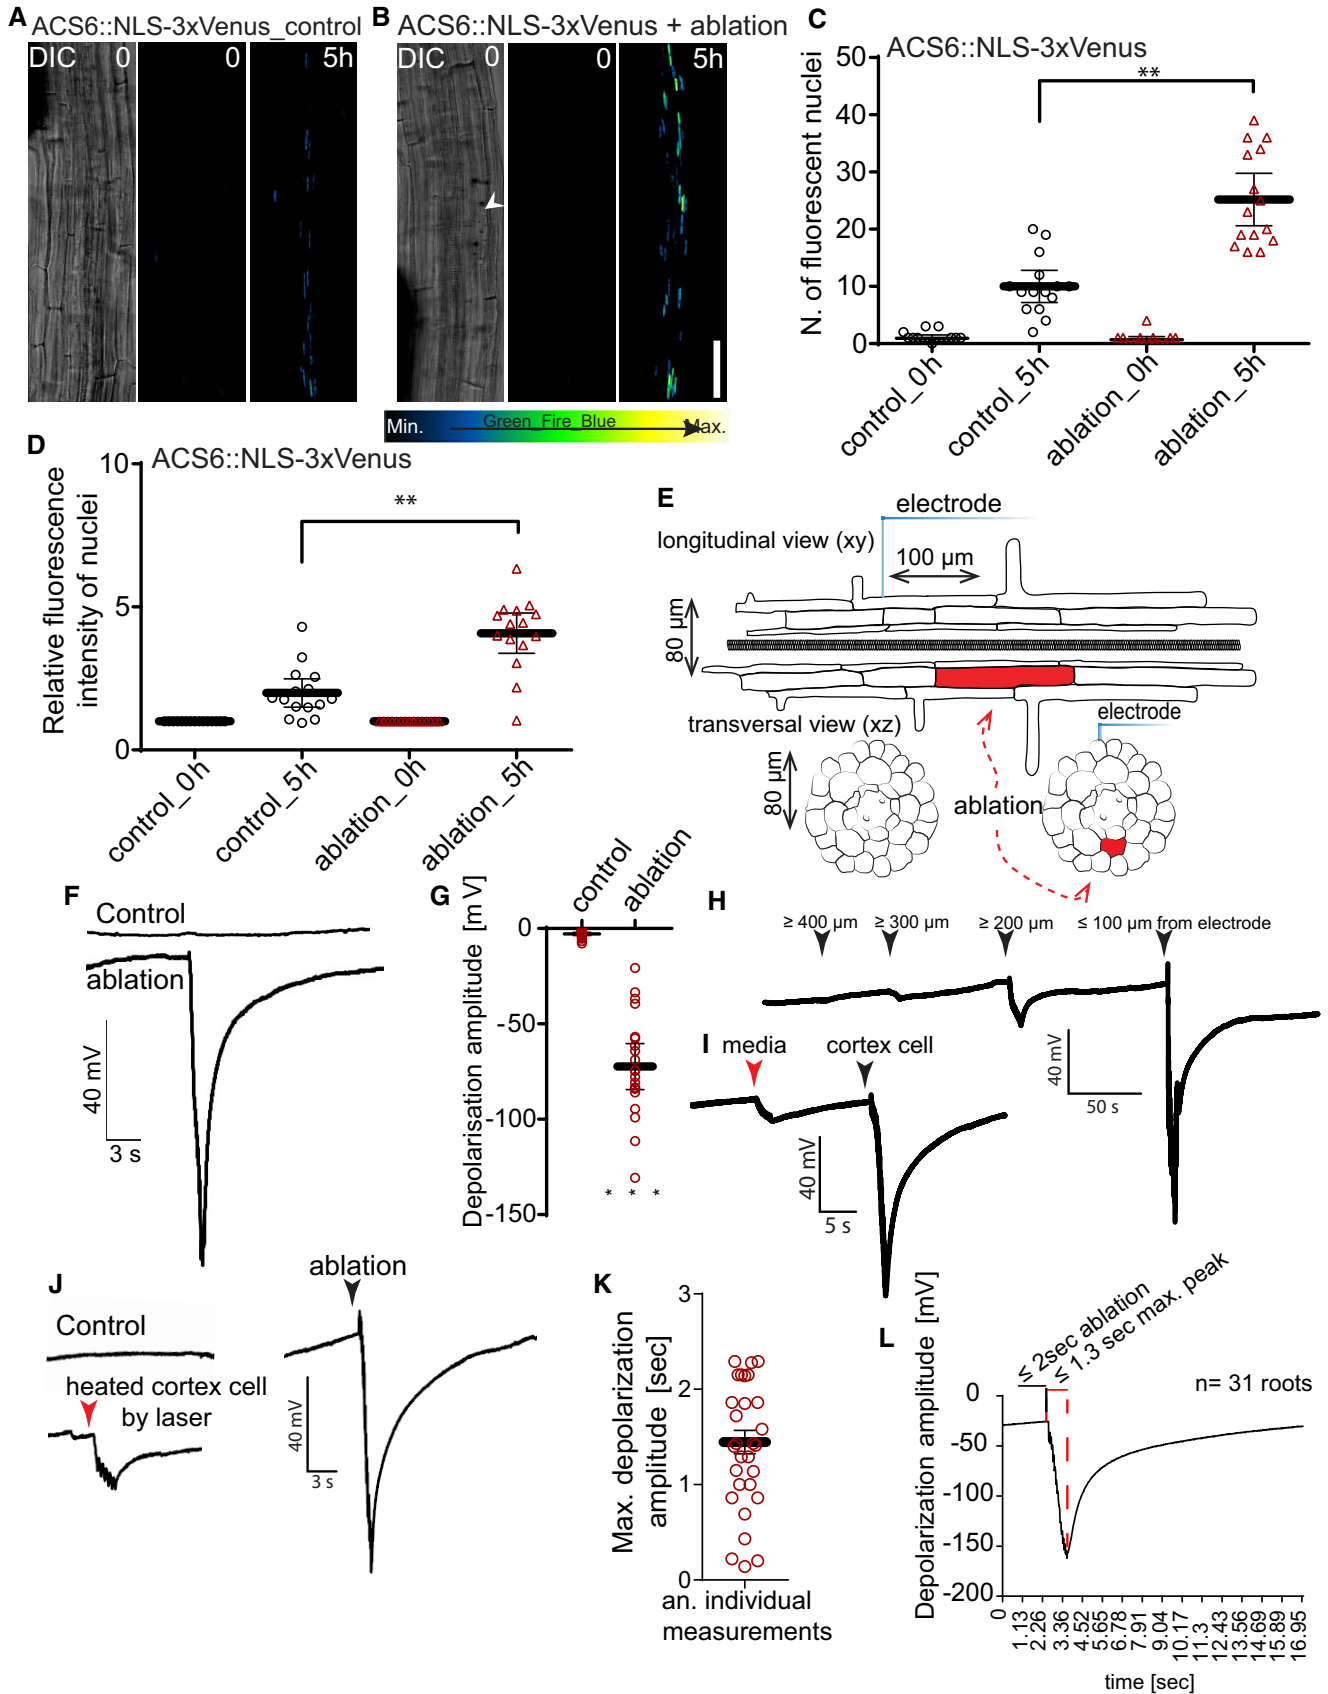 A
ACS6::NLS-3xVenus_control
DIC 0
0
5h
B
ACS6::NLS-3xVenus + ablation
DIC 0
0
5h
Min.
Green_Fire_Blue
Max.
C
ACS6::NLS-3xVenus
**
N. of fluorescent nuclei
50
40
30
20
10
0
control_0h
control_5h
ablation_0h
ablation_5h
D
ACS6::NLS-3xVenus
**
Relative fluorescence
intensity of nuclei
10
5
0
control_0h
control_5h
ablation_0h
ablation_5h
E
electrode
longitudinal view (xy)
100 µm
80 µm
transversal view (xz)
electrode
80 µm
ablation
F
Control
ablation
40 mV
3 s
G
control
ablation
Depolarisation amplitude [m V]
0
-50
-100
-150
* * *
H
≥ 400 µm
≥ 300 µm
≥ 200 µm
≤ 100 µm from electrode
40 mV
50 s
I
media
cortex cell
40 mV
5 s
J
Control
heated cortex cell
by laser
ablation
40 mV
3 s
K
Max. depolarization
amplitude [sec]
3
2
1
0
an. individual
measurements
L
≤ 2sec ablation
≤ 1.3 sec max. peak
n= 31 roots
Depolarization amplitude [mV]
0
-50
-100
-150
-200
0
1.13
2.26
3.36
4.52
5.65
6.78
7.91
9.04
10.17
11.3
12.43
13.56
14.69
15.89
16.95
time [sec]